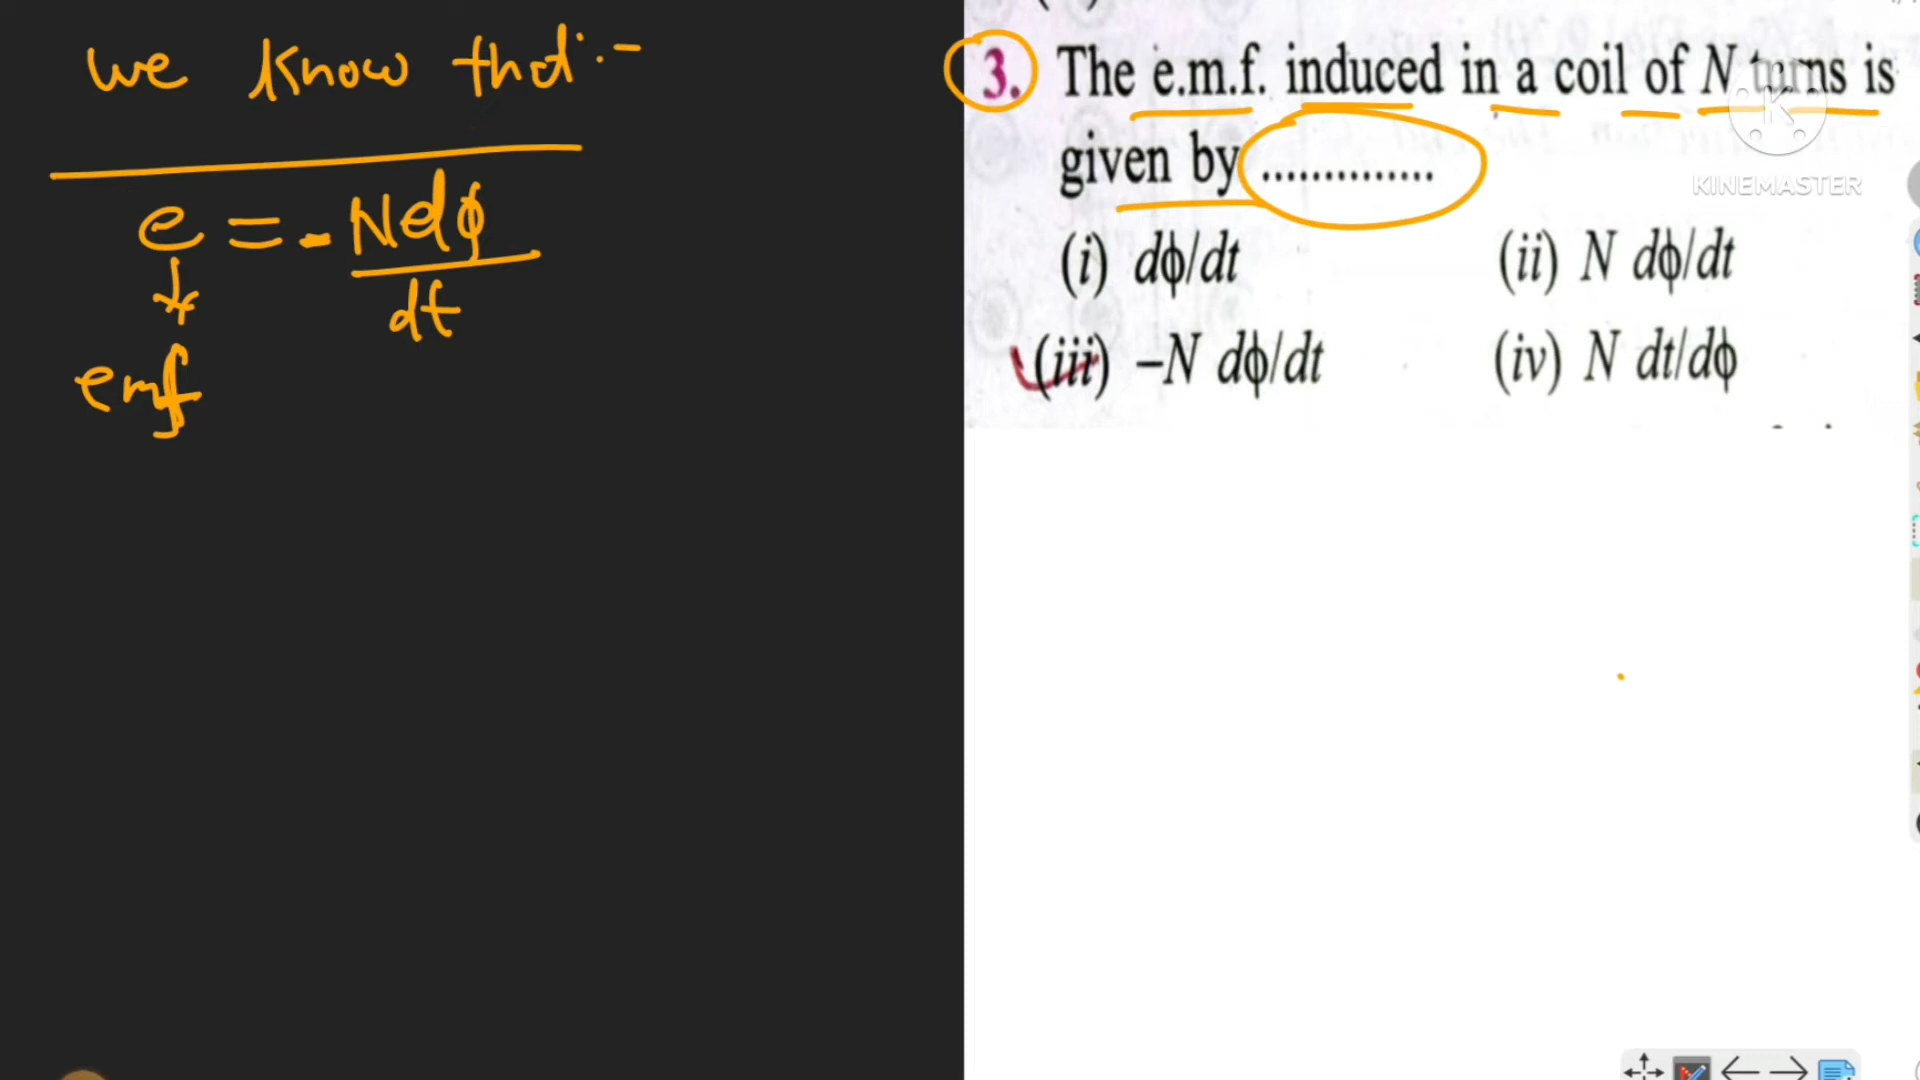 we know that:-
e = - Ndφ
dt
emf
3. The e.m.f. induced in a coil of N turns is
given by ..............
(i) dφ/dt (ii) N dφ/dt
(iii) –N dφ/dt (iv) N dt/dφ
KINEMASTER